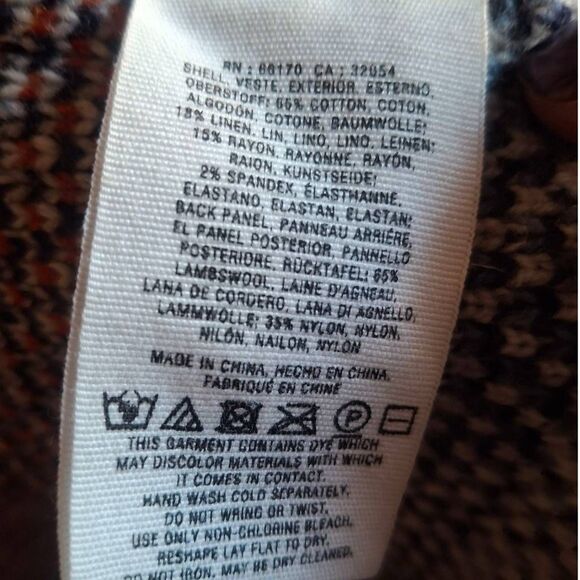 RN : 66170 CA : 32054
SHELL, VESTE, EXTERIOR, ESTERNO,
OBERSTOFF: 65% COTTON, COTON,
ALGODÓN, COTONE, BAUMWOLLE;
18% LINEN, LIN, LINO, LINO, LEINEN;
15% RAYON, RAYONNE, RAYÓN,
RAION, KUNSTSEIDE;
2% SPANDEX, ÉLASTHANNE,
ELASTANO, ELASTAN, ELASTAN;
BACK PANEL, PANNEAU ARRIÈRE,
EL PANEL POSTERIOR, PANNELLO
POSTERIORE, RÜCKTAFEL; 65%
LAMBSWOOL, LAINE D'AGNEAU,
LANA DE CORDERO, LANA DI AGNELLO,
LAMMWOLLE; 35% NYLON, NYLON,
NILÓN, NAILON, NYLON
MADE IN CHINA, HECHO EN CHINA,
FABRIQUÉ EN CHINE
P
THIS GARMENT CONTAINS DYE WHICH
MAY DISCOLOR MATERIALS WITH WHICH
IT COMES IN CONTACT.
HAND WASH COLD SEPARATELY.
DO NOT WRING OR TWIST.
USE ONLY NON-CHLORINE BLEACH.
RESHAPE LAY FLAT TO DRY.
DO NOT IRON. MAY BE DRY